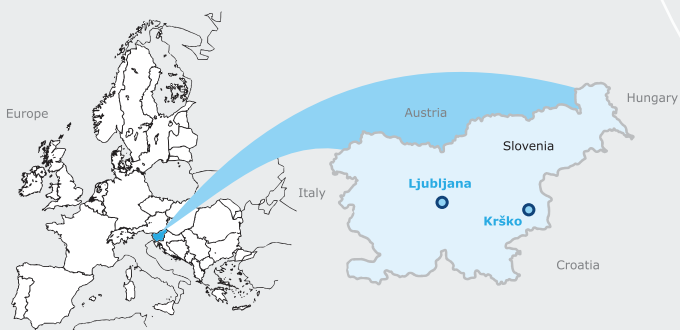 Europe
Austria
Hungary
Slovenia
Italy
Ljubljana
Krško
Croatia